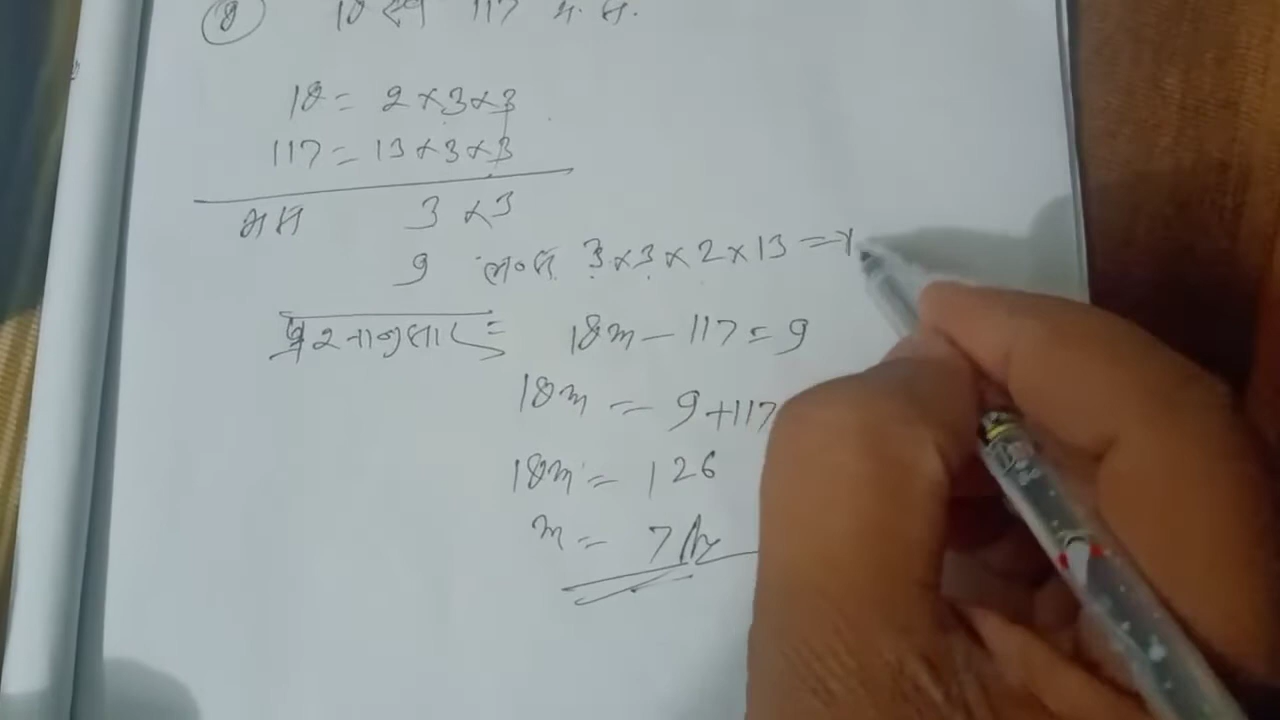 (8) 18 एवं 117 म. स.
18 = 2 × 3 × 3
117 = 13 × 3 × 3
मस 3 × 3
9 लoस 3 × 3 × 2 × 13 =
प्रश्नानुसार = 18m - 117 = 9
18m = 9 + 117
18m = 126
m = 7